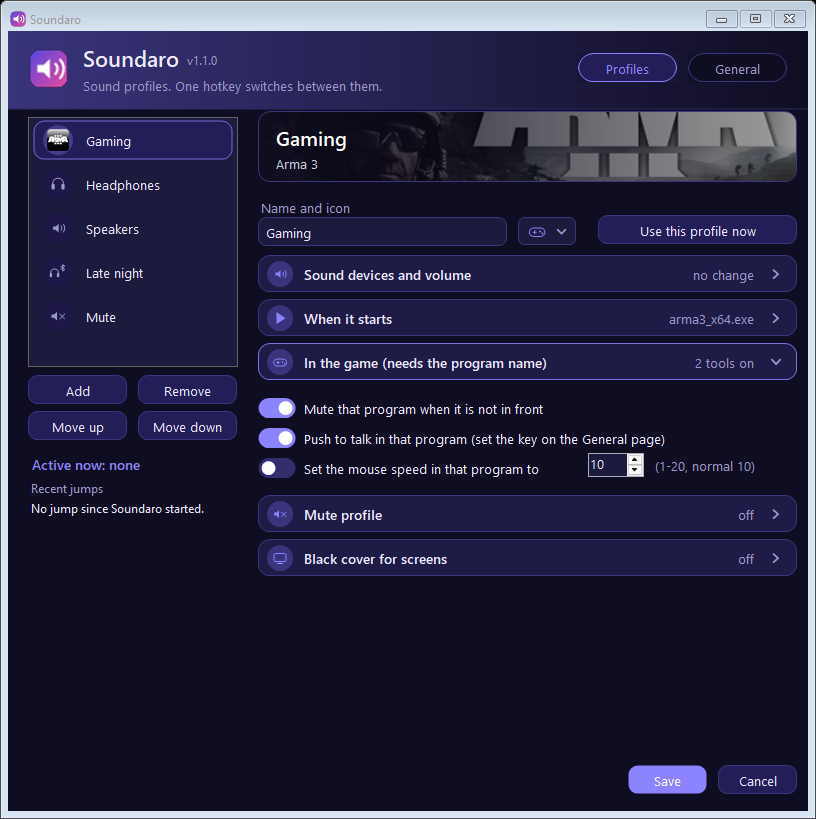 Soundaro
Soundaro v1.1.0
Sound profiles. One hotkey switches between them.
Profiles
General
Gaming
Headphones
Speakers
Late night
Mute
Add
Remove
Move up
Move down
Active now: none
Recent jumps
No jump since Soundaro started.
Gaming
Arma 3
ARMA
III
Name and icon
Gaming
Use this profile now
Sound devices and volume no change
When it starts arma3_x64.exe
In the game (needs the program name) 2 tools on
Mute that program when it is not in front
Push to talk in that program (set the key on the General page)
Set the mouse speed in that program to 10 (1-20, normal 10)
Mute profile off
Black cover for screens off
Save
Cancel